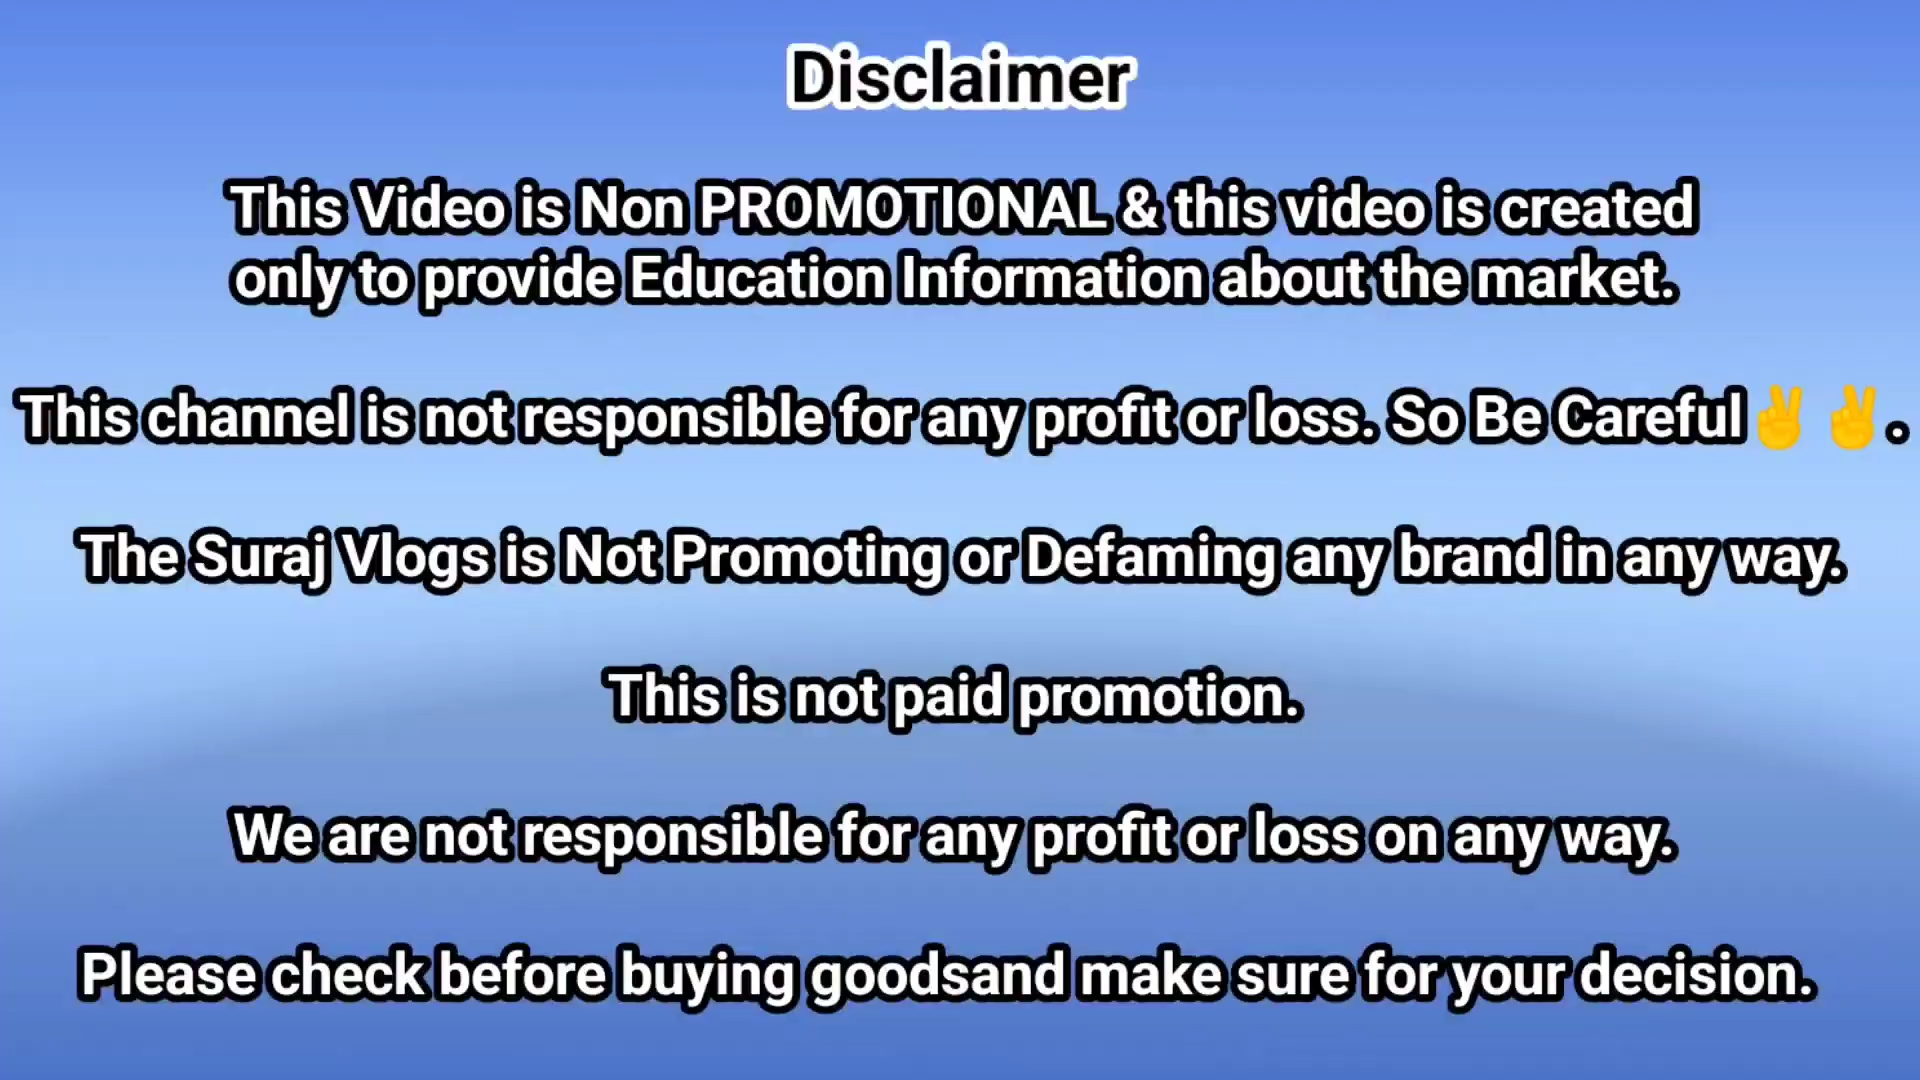 Disclaimer
This Video is Non PROMOTIONAL & this video is created
only to provide Education Information about the market.
This channel is not responsible for any profit or loss. So Be Careful✌️✌️.
The Suraj Vlogs is Not Promoting or Defaming any brand in any way.
This is not paid promotion.
We are not responsible for any profit or loss on any way.
Please check before buying goodsand make sure for your decision.